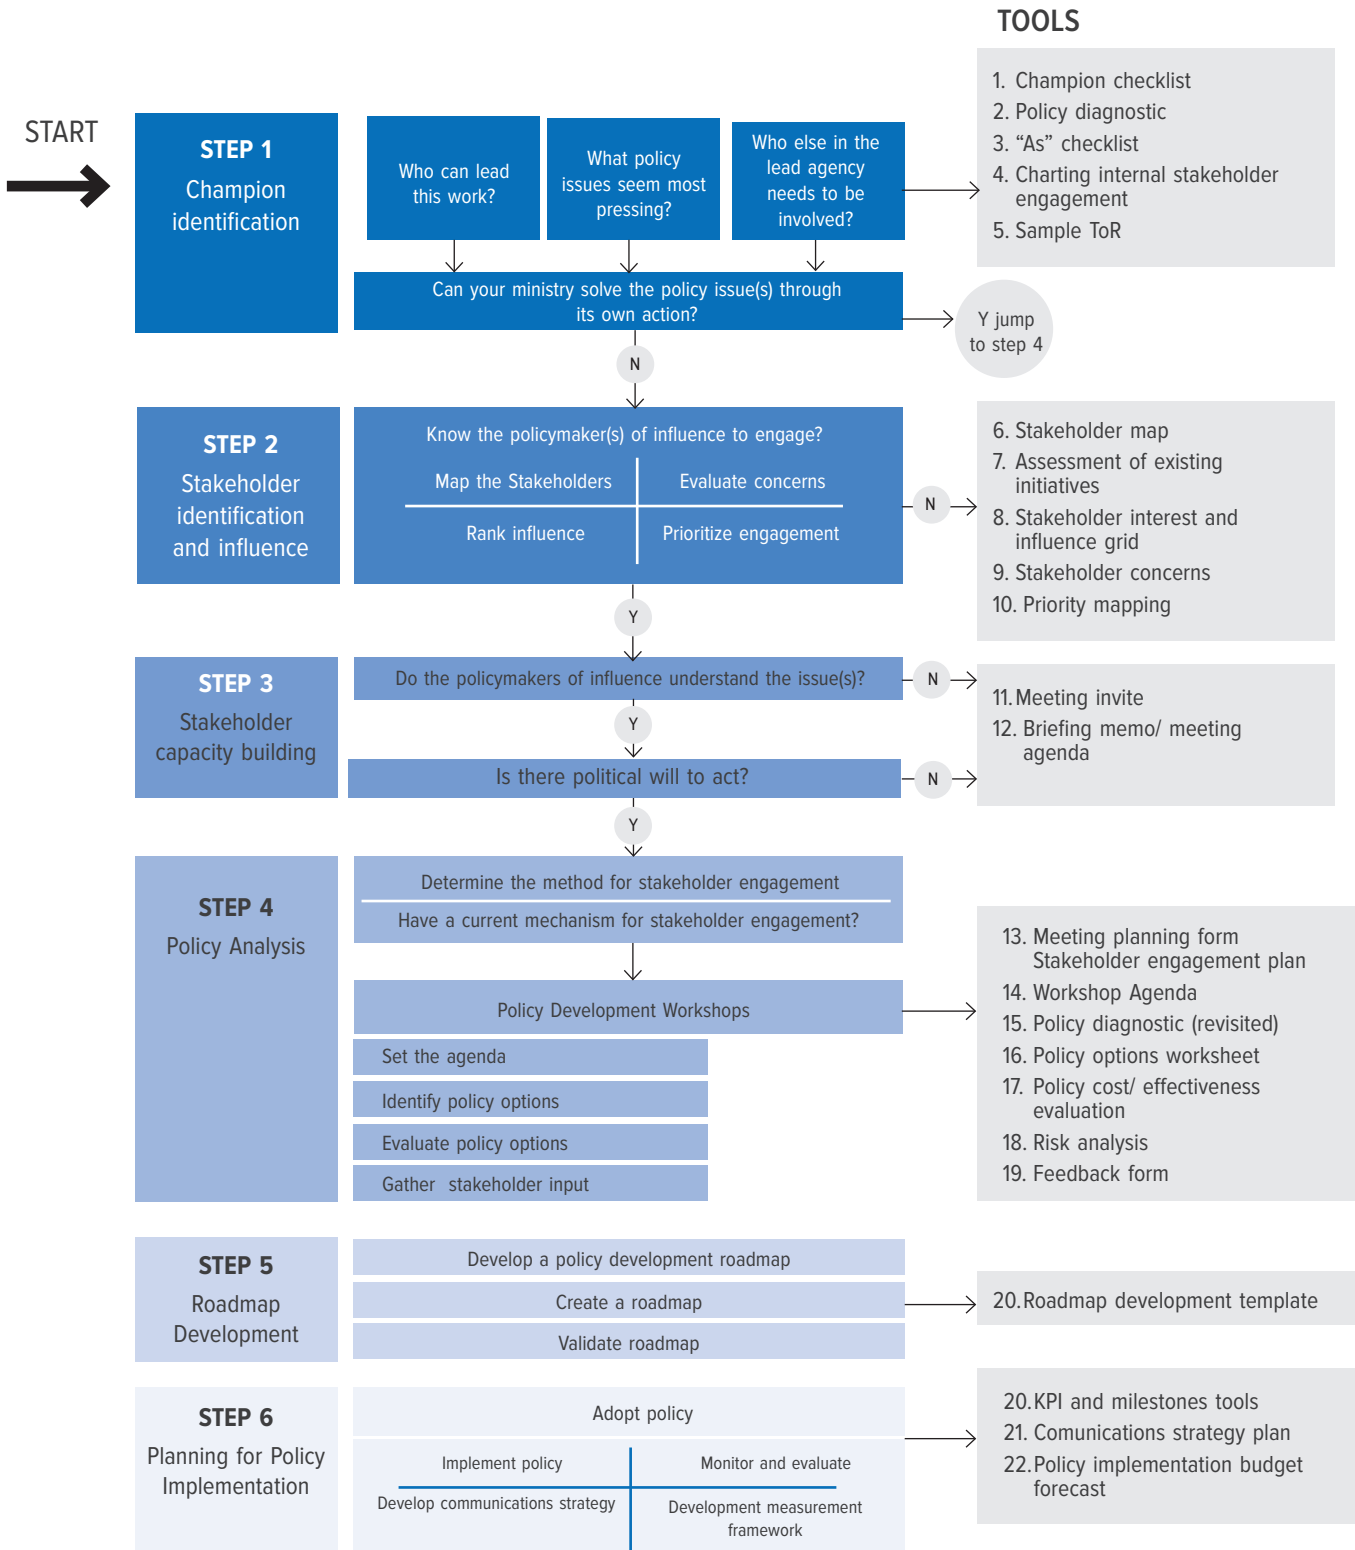 TOOLS
START
STEP 1
Champion
identification
Who can lead
this work?
What policy
issues seem most
pressing?
Who else in the
lead agency
needs to be
involved?
1. Champion checklist
2. Policy diagnostic
3. “As” checklist
4. Charting internal stakeholder
engagement
5. Sample ToR
Can your ministry solve the policy issue(s) through
its own action?
Y jump
to step 4
N
STEP 2
Stakeholder
identification
and influence
Know the policymaker(s) of influence to engage?
Map the Stakeholders
Evaluate concerns
Rank influence
Prioritize engagement
N
6. Stakeholder map
7. Assessment of existing
initiatives
8. Stakeholder interest and
influence grid
9. Stakeholder concerns
10. Priority mapping
Y
STEP 3
Stakeholder
capacity building
Do the policymakers of influence understand the issue(s)?
N
Y
Is there political will to act?
N
11. Meeting invite
12. Briefing memo/ meeting
agenda
Y
STEP 4
Policy Analysis
Determine the method for stakeholder engagement
Have a current mechanism for stakeholder engagement?
Policy Development Workshops
Set the agenda
Identify policy options
Evaluate policy options
Gather stakeholder input
13. Meeting planning form
Stakeholder engagement plan
14. Workshop Agenda
15. Policy diagnostic (revisited)
16. Policy options worksheet
17. Policy cost/ effectiveness
evaluation
18. Risk analysis
19. Feedback form
STEP 5
Roadmap
Development
Develop a policy development roadmap
Create a roadmap
Validate roadmap
20. Roadmap development template
STEP 6
Planning for Policy
Implementation
Adopt policy
Implement policy
Monitor and evaluate
Develop communications strategy
Development measurement
framework
20. KPI and milestones tools
21. Comunications strategy plan
22. Policy implementation budget
forecast